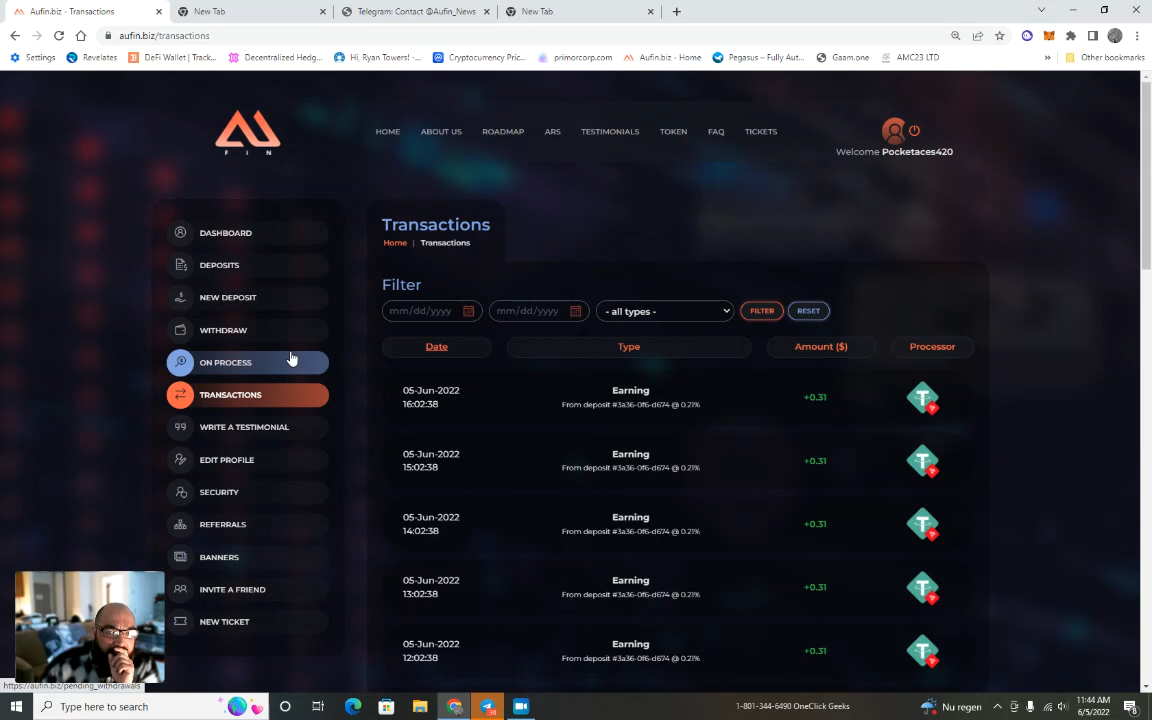 Aufin.biz - Transactions
New Tab
Telegram: Contact @Aufin_News
New Tab
aufin.biz/transactions
Settings
Revelates
DeFi Wallet | Track...
Decentralized Hedg...
Hi, Ryan Towers! -...
Cryptocurrency Pric...
primorcorp.com
Aufin.biz - Home
Pegasus – Fully Aut...
Gaam.one
AMC23 LTD
»
Other bookmarks
FIN
HOME
ABOUT US
ROADMAP
ARS
TESTIMONIALS
TOKEN
FAQ
TICKETS
Welcome Pocketaces420
DASHBOARD
DEPOSITS
NEW DEPOSIT
WITHDRAW
ON PROCESS
TRANSACTIONS
WRITE A TESTIMONIAL
EDIT PROFILE
SECURITY
REFERRALS
BANNERS
INVITE A FRIEND
NEW TICKET
Transactions
Home | Transactions
Filter
mm/dd/yyyy
mm/dd/yyyy
- all types -
FILTER
RESET
Date
Type
Amount ($)
Processor
05-Jun-2022
16:02:38
Earning
From deposit #3a36-0f6-d674 @ 0.21%
+0.31
05-Jun-2022
15:02:38
Earning
From deposit #3a36-0f6-d674 @ 0.21%
+0.31
05-Jun-2022
14:02:38
Earning
From deposit #3a36-0f6-d674 @ 0.21%
+0.31
05-Jun-2022
13:02:38
Earning
From deposit #3a36-0f6-d674 @ 0.21%
+0.31
05-Jun-2022
12:02:38
Earning
From deposit #3a36-0f6-d674 @ 0.21%
+0.31
https://aufin.biz/pending_withdrawals
Type here to search
1-801-344-6490 OneClick Geeks
Nu regen
11:44 AM
6/5/2022